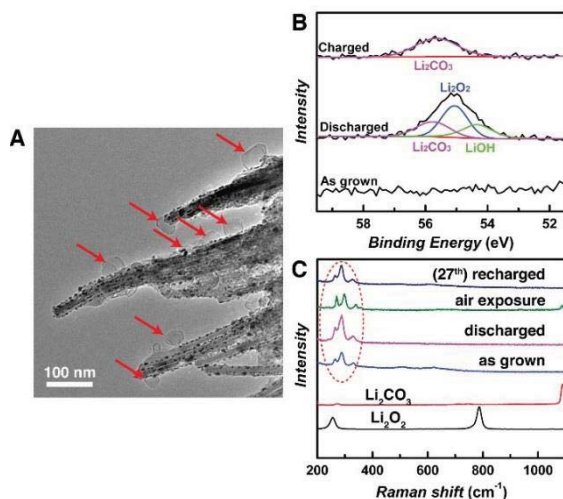 A
100 nm
B
Intensity
Charged
Li₂CO₃
Li₂O₂
Discharged
Li₂CO₃
LiOH
As grown
58 56 54 52
Binding Energy (eV)
C
Intensity
(27ᵗʰ) recharged
air exposure
discharged
as grown
Li₂CO₃
Li₂O₂
200 400 600 800 1000
Raman shift (cm⁻¹)